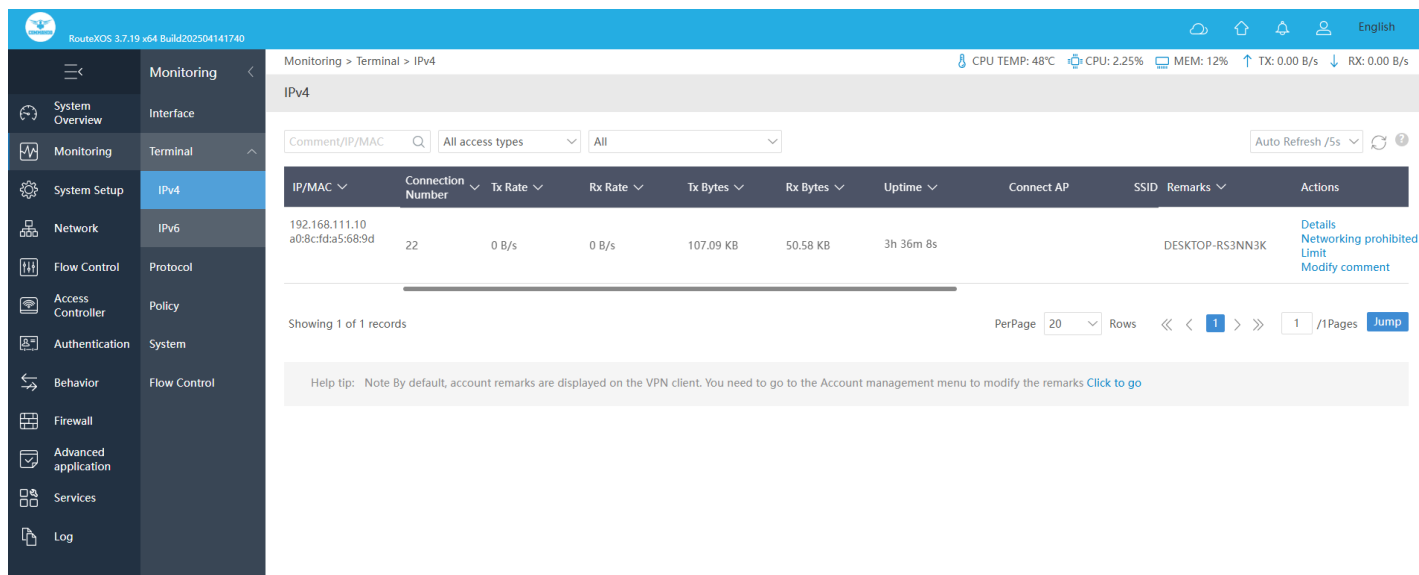 COMMANDO
RouteXOS 3.7.19 x64 Build202504141740
English
System Overview
Monitoring
System Setup
Network
Flow Control
Access Controller
Authentication
Behavior
Firewall
Advanced application
Services
Log
Monitoring
Interface
Terminal
IPv4
IPv6
Protocol
Policy
System
Flow Control
Monitoring > Terminal > IPv4
CPU TEMP: 48℃ CPU: 2.25% MEM: 12% TX: 0.00 B/s RX: 0.00 B/s
IPv4
Comment/IP/MAC All access types All Auto Refresh /5s
IP/MAC Connection Number Tx Rate Rx Rate Tx Bytes Rx Bytes Uptime Connect AP SSID Remarks Actions
192.168.111.10
a0:8c:fd:a5:68:9d
22 0 B/s 0 B/s 107.09 KB 50.58 KB 3h 36m 8s DESKTOP-RS3NN3K
Details
Networking prohibited
Limit
Modify comment
Showing 1 of 1 records PerPage 20 Rows 1 1 /1Pages Jump
Help tip: Note By default, account remarks are displayed on the VPN client. You need to go to the Account management menu to modify the remarks Click to go